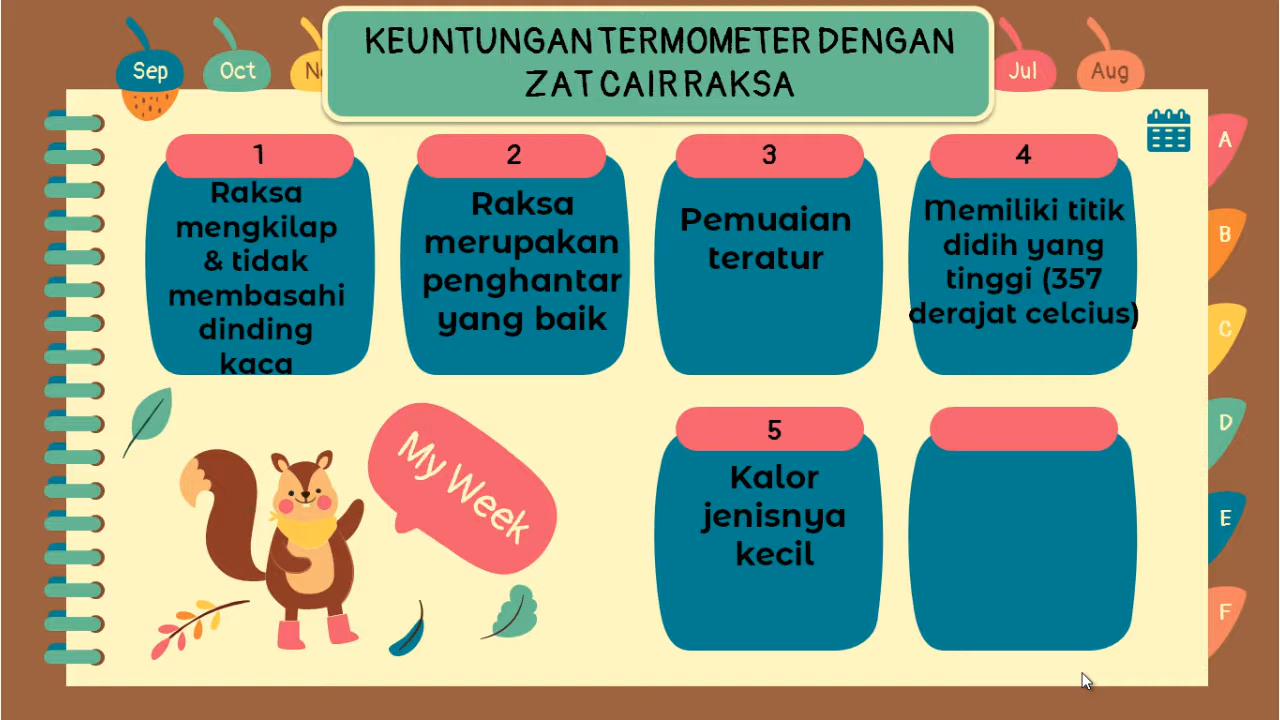 KEUNTUNGAN TERMOMETER DENGAN
ZAT CAIR RAKSA
Sep
Oct
Jul
Aug
A
B
C
D
E
F
1
Raksa
mengkilap
& tidak
membasahi
dinding
kaca
2
Raksa
merupakan
penghantar
yang baik
3
Pemuaian
teratur
4
Memiliki titik
didih yang
tinggi (357
derajat celcius)
My Week
5
Kalor
jenisnya
kecil